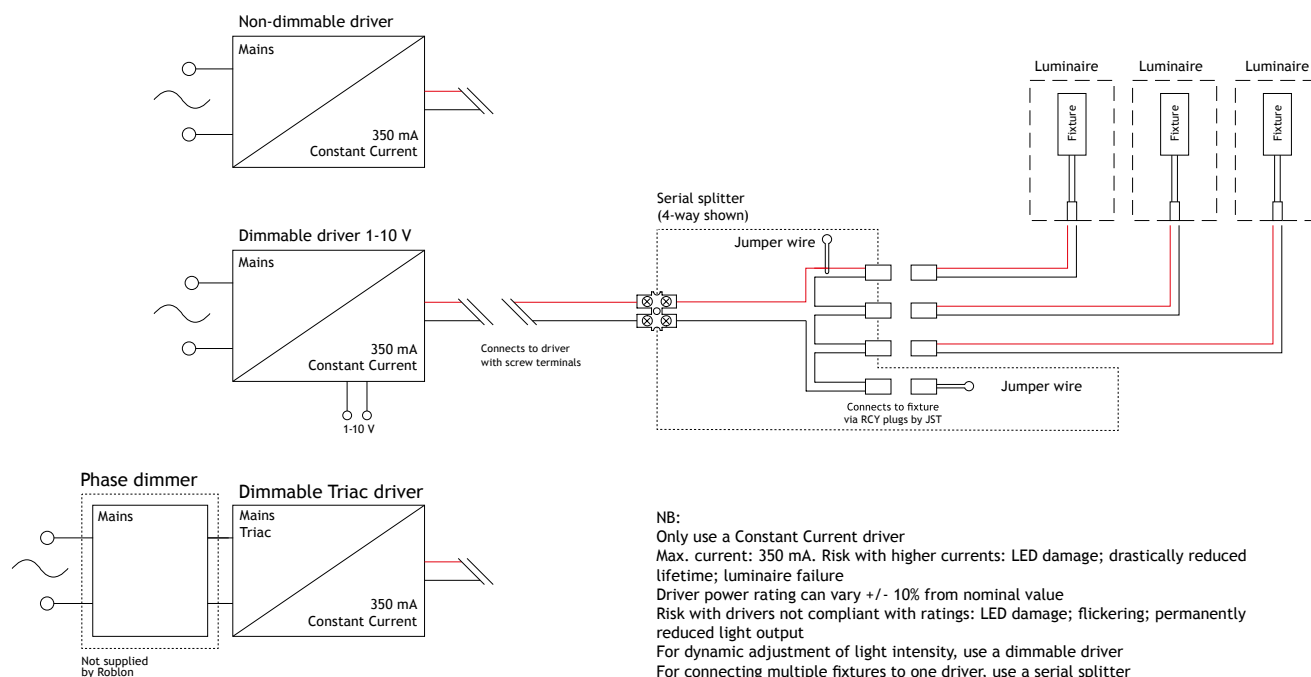 Non-dimmable driver
Mains
350 mA
Constant Current
Luminaire
Luminaire
Luminaire
Fixture
Fixture
Fixture
Serial splitter
(4-way shown)
Jumper wire
Dimmable driver 1-10 V
Mains
350 mA
Constant Current
1-10 V
Connects to driver
with screw terminals
Jumper wire
Connects to fixture
via RCY plugs by JST
Phase dimmer
Mains
Not supplied
by Roblon
Dimmable Triac driver
Mains
Triac
350 mA
Constant Current
NB:
Only use a Constant Current driver
Max. current: 350 mA. Risk with higher currents: LED damage; drastically reduced
lifetime; luminaire failure
Driver power rating can vary +/- 10% from nominal value
Risk with drivers not compliant with ratings: LED damage; flickering; permanently
reduced light output
For dynamic adjustment of light intensity, use a dimmable driver
For connecting multiple fixtures to one driver, use a serial splitter